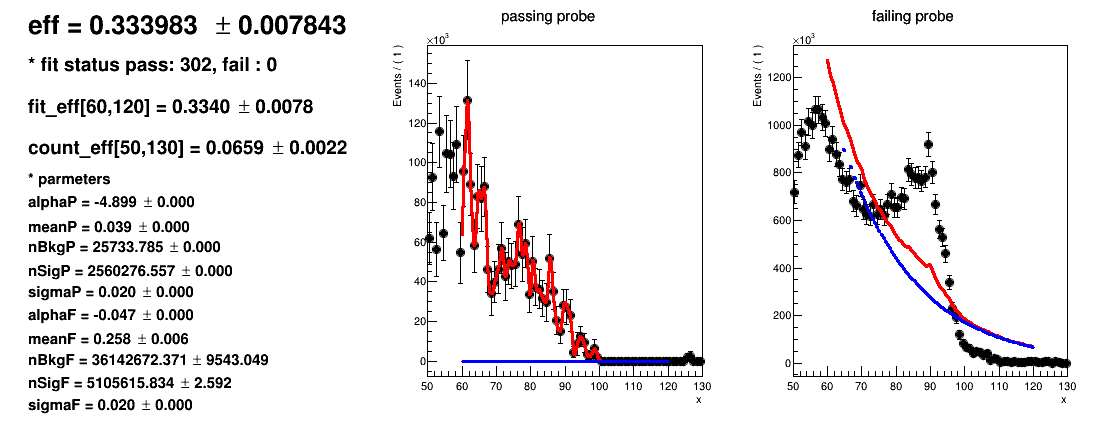 eff = 0.333983 ± 0.007843
* fit status pass: 302, fail : 0
fit_eff[60,120] = 0.3340 ± 0.0078
count_eff[50,130] = 0.0659 ± 0.0022
* parmeters
alphaP = -4.899 ± 0.000
meanP = 0.039 ± 0.000
nBkgP = 25733.785 ± 0.000
nSigP = 2560276.557 ± 0.000
sigmaP = 0.020 ± 0.000
alphaF = -0.047 ± 0.000
meanF = 0.258 ± 0.006
nBkgF = 36142672.371 ± 9543.049
nSigF = 5105615.834 ± 2.592
sigmaF = 0.020 ± 0.000
passing probe
×10³
Events / ( 1 )
140
120
100
80
60
40
20
0
50 60 70 80 90 100 110 120 130
x
failing probe
×10³
Events / ( 1 )
1200
1000
800
600
400
200
0
50 60 70 80 90 100 110 120 130
x